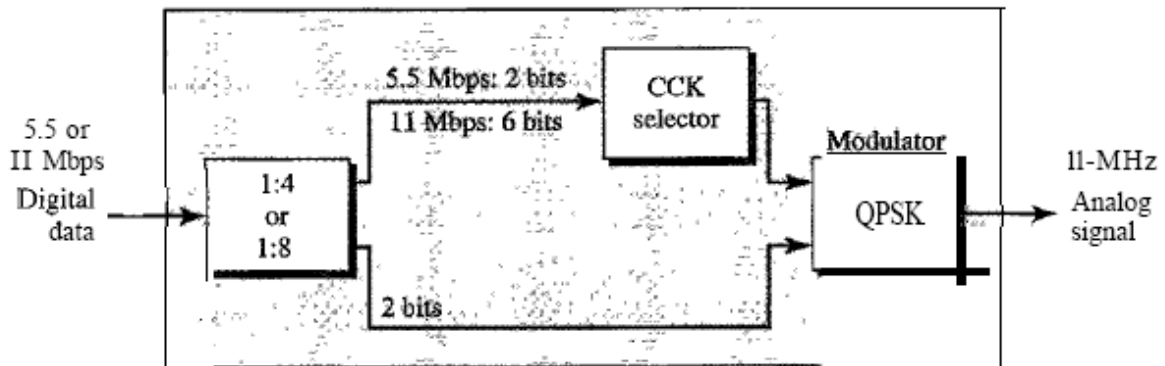 5.5 or
II Mbps
Digital
data
1:4
or
1:8
5.5 Mbps: 2 bits
11 Mbps: 6 bits
2 bits
CCK
selector
Modulator
QPSK
11-MHz
Analog
signal